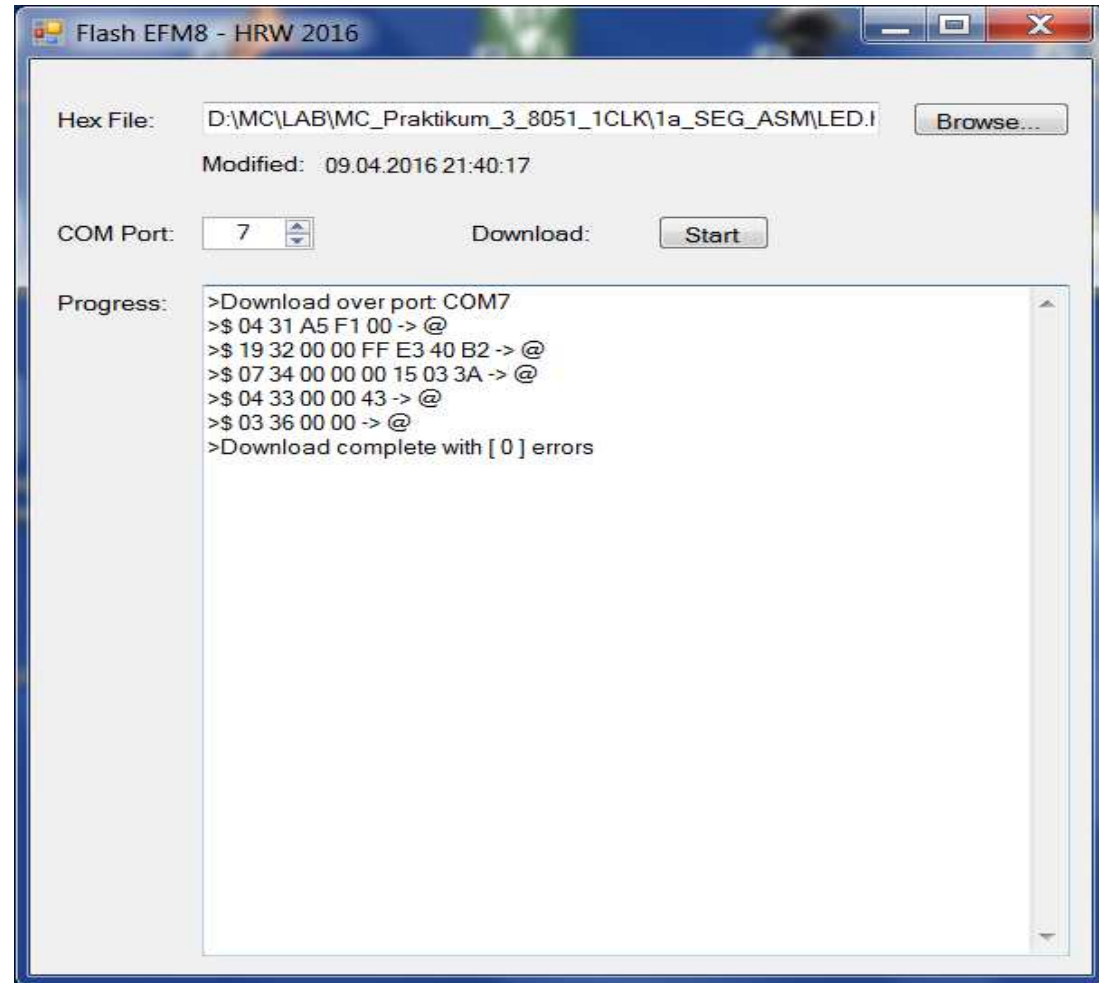 Flash EFM8 - HRW 2016
Hex File: D:\MC\LAB\MC_Praktikum_3_8051_1CLK\1a_SEG_ASM\LED.h Browse...
Modified: 09.04.2016 21:40:17
COM Port: 7 Download: Start
Progress: >Download over port: COM7
>$ 04 31 A5 F1 00 -> @
>$ 19 32 00 00 FF E3 40 B2 -> @
>$ 07 34 00 00 00 15 03 3A -> @
>$ 04 33 00 00 43 -> @
>$ 03 36 00 00 -> @
>Download complete with [ 0 ] errors